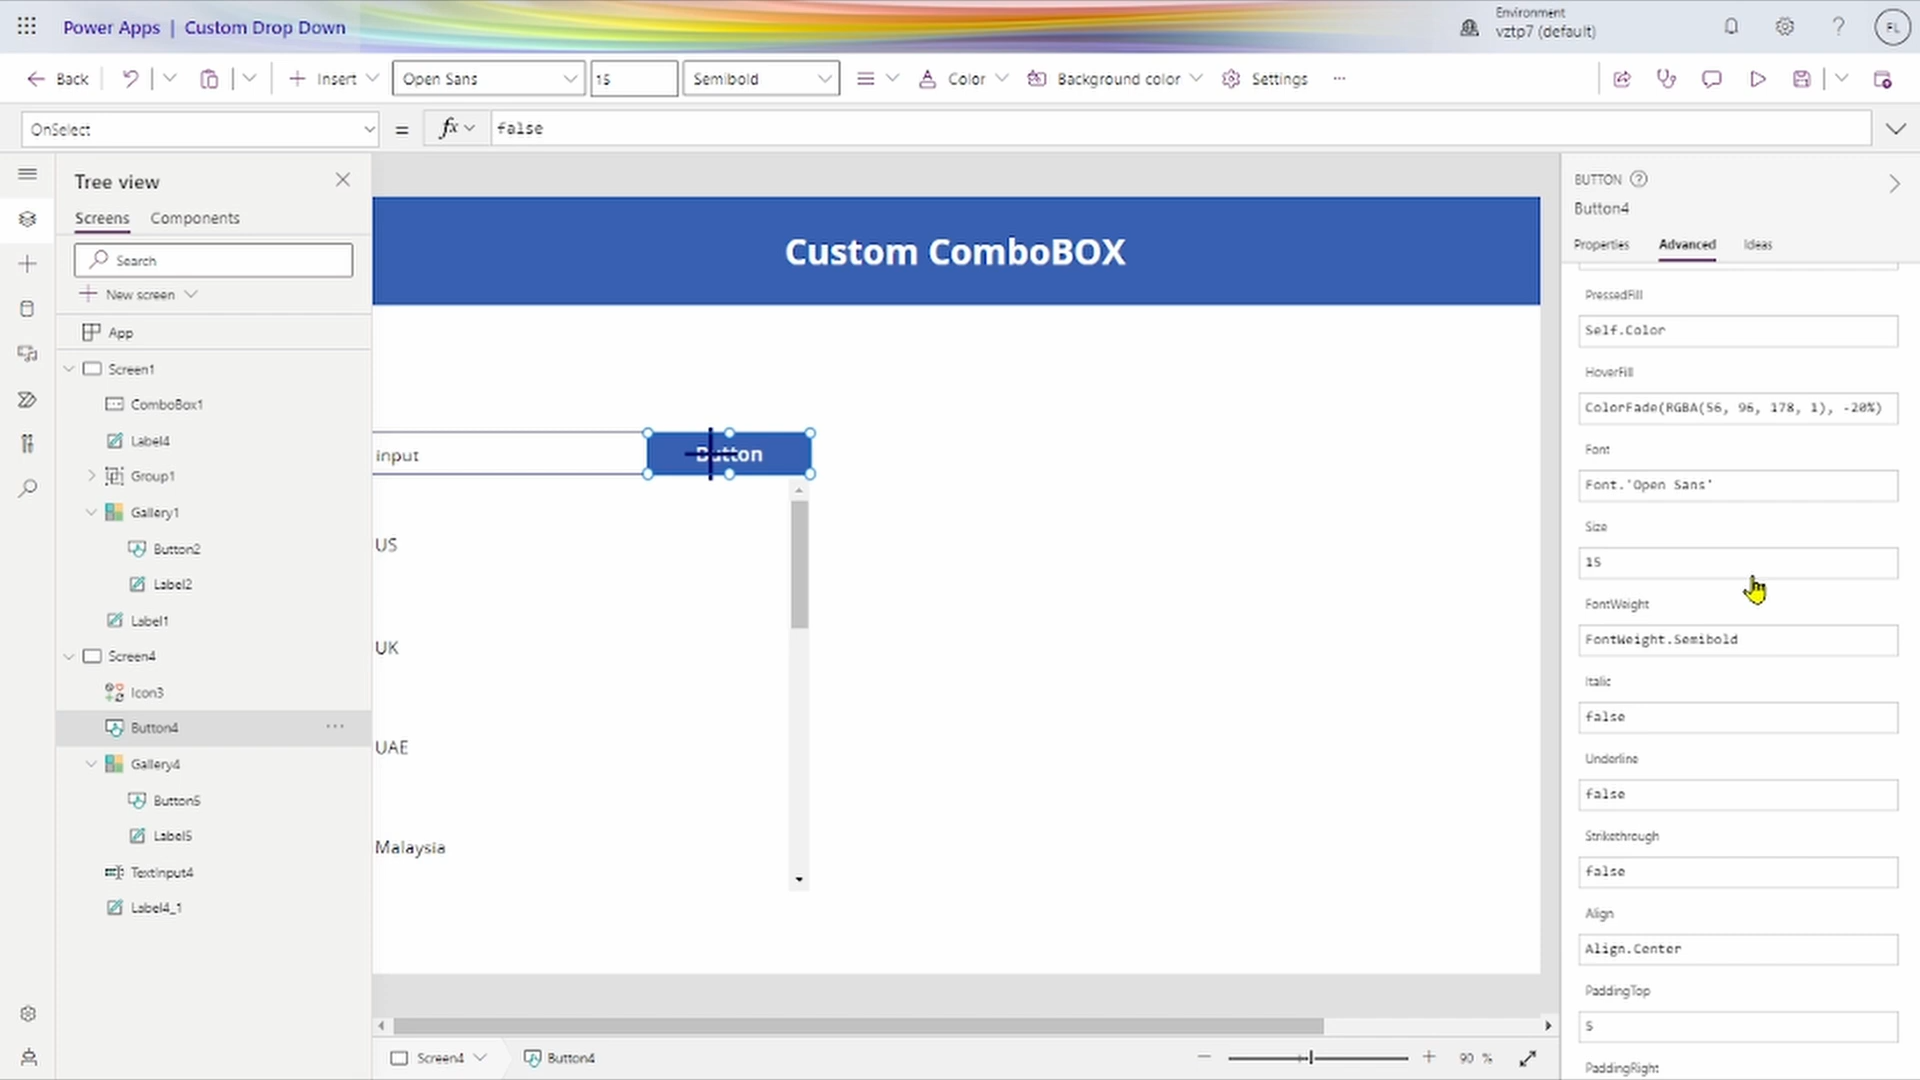 Power Apps | Custom Drop Down
Environment
vztp7 (default)
FL
Back
Insert
Open Sans
15
Semibold
Color
Background color
Settings
OnSelect
=
fx
false
Tree view
Screens
Components
Search
New screen
App
Screen1
ComboBox1
Label4
Group1
Gallery1
Button2
Label2
Label1
Screen4
Icon3
Button4
Gallery4
Button5
Label5
TextInput4
Label4_1
Custom ComboBOX
input
Button
US
UK
UAE
Malaysia
Screen4
Button4
90 %
BUTTON
Button4
Properties
Advanced
Ideas
PressedFill
Self.Color
HoverFill
ColorFade(RGBA(56, 96, 178, 1), -20%)
Font
Font.'Open Sans'
Size
15
FontWeight
FontWeight.Semibold
Italic
false
Underline
false
Strikethrough
false
Align
Align.Center
PaddingTop
5
PaddingRight